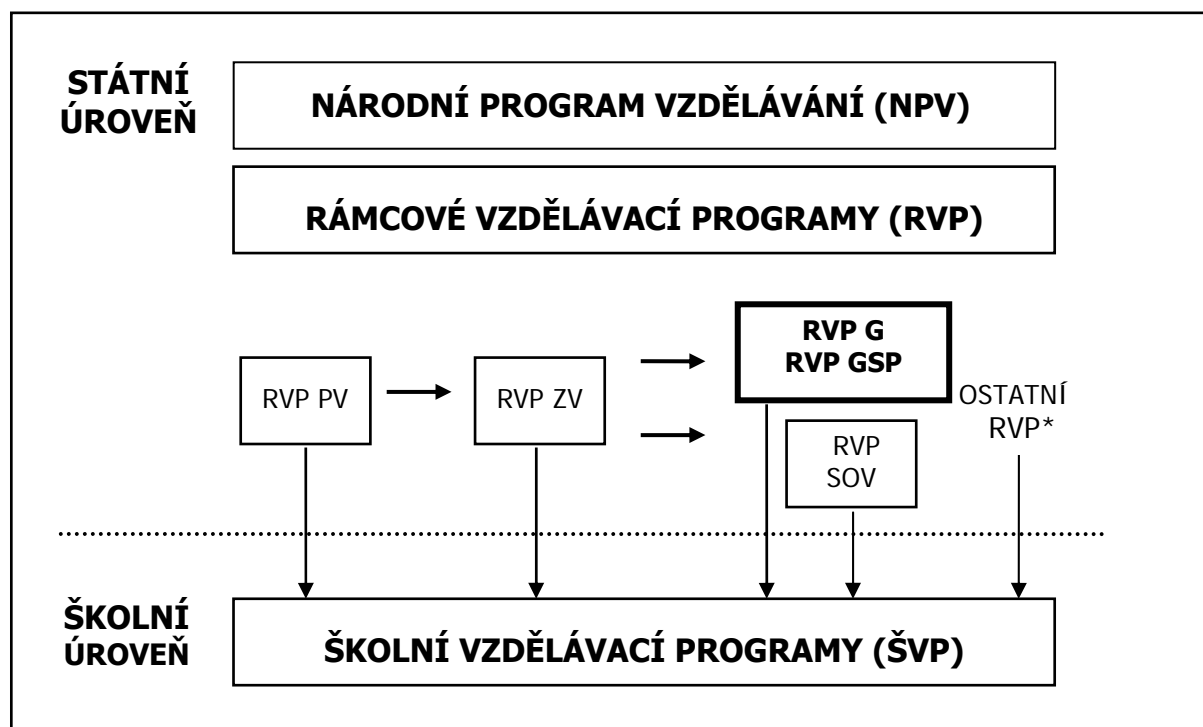 STÁTNÍ
ÚROVEŇ
NÁRODNÍ PROGRAM VZDĚLÁVÁNÍ (NPV)
RÁMCOVÉ VZDĚLÁVACÍ PROGRAMY (RVP)
RVP PV
RVP ZV
RVP G
RVP GSP
RVP
SOV
OSTATNÍ
RVP*
ŠKOLNÍ
ÚROVEŇ
ŠKOLNÍ VZDĚLÁVACÍ PROGRAMY (ŠVP)